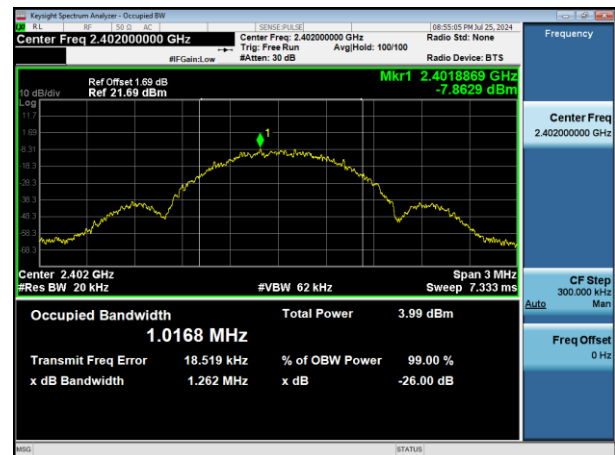 Keysight Spectrum Analyzer - Occupied BW
RL RF 50 Ω AC SENSE:PULSE 08:55:05 PM Jul 25, 2024
Center Freq 2.402000000 GHz
Center Freq: 2.402000000 GHz
Radio Std: None
Trig: Free Run Avg|Hold: 100/100
#IFGain:Low #Atten: 30 dB Radio Device: BTS
Frequency
Mkr1 2.4018869 GHz
-7.8629 dBm
Ref Offset 1.69 dB
10 dB/div Ref 21.69 dBm
Log
11.7
1.69
-8.31
-18.3
-28.3
-38.3
-48.3
-58.3
-68.3
1
Center 2.402 GHz Span 3 MHz
#Res BW 20 kHz #VBW 62 kHz Sweep 7.333 ms
Occupied Bandwidth Total Power 3.99 dBm
1.0168 MHz
Transmit Freq Error 18.519 kHz % of OBW Power 99.00 %
x dB Bandwidth 1.262 MHz x dB -26.00 dB
Center Freq
2.402000000 GHz
CF Step
300.000 kHz
Auto Man
Freq Offset
0 Hz
MSG STATUS